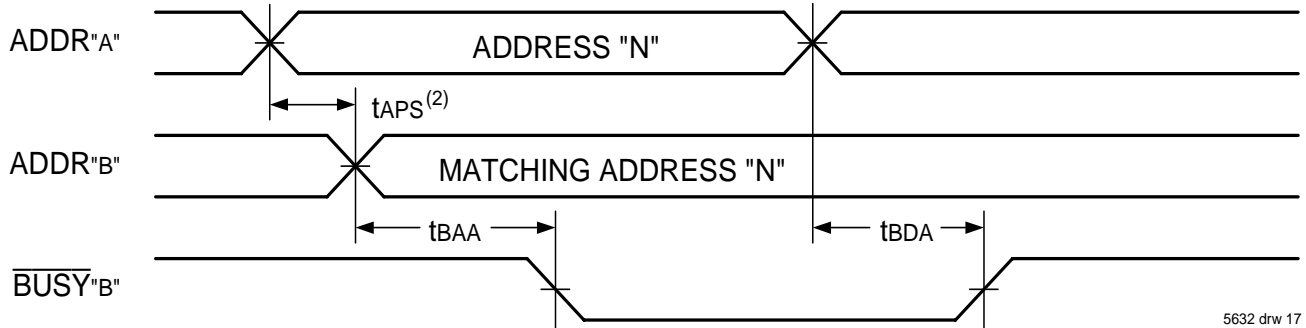 ADDR"A"
ADDRESS "N"
tAPS(2)
ADDR"B"
MATCHING ADDRESS "N"
tBAA
tBDA
BUSY"B"
5632 drw 17